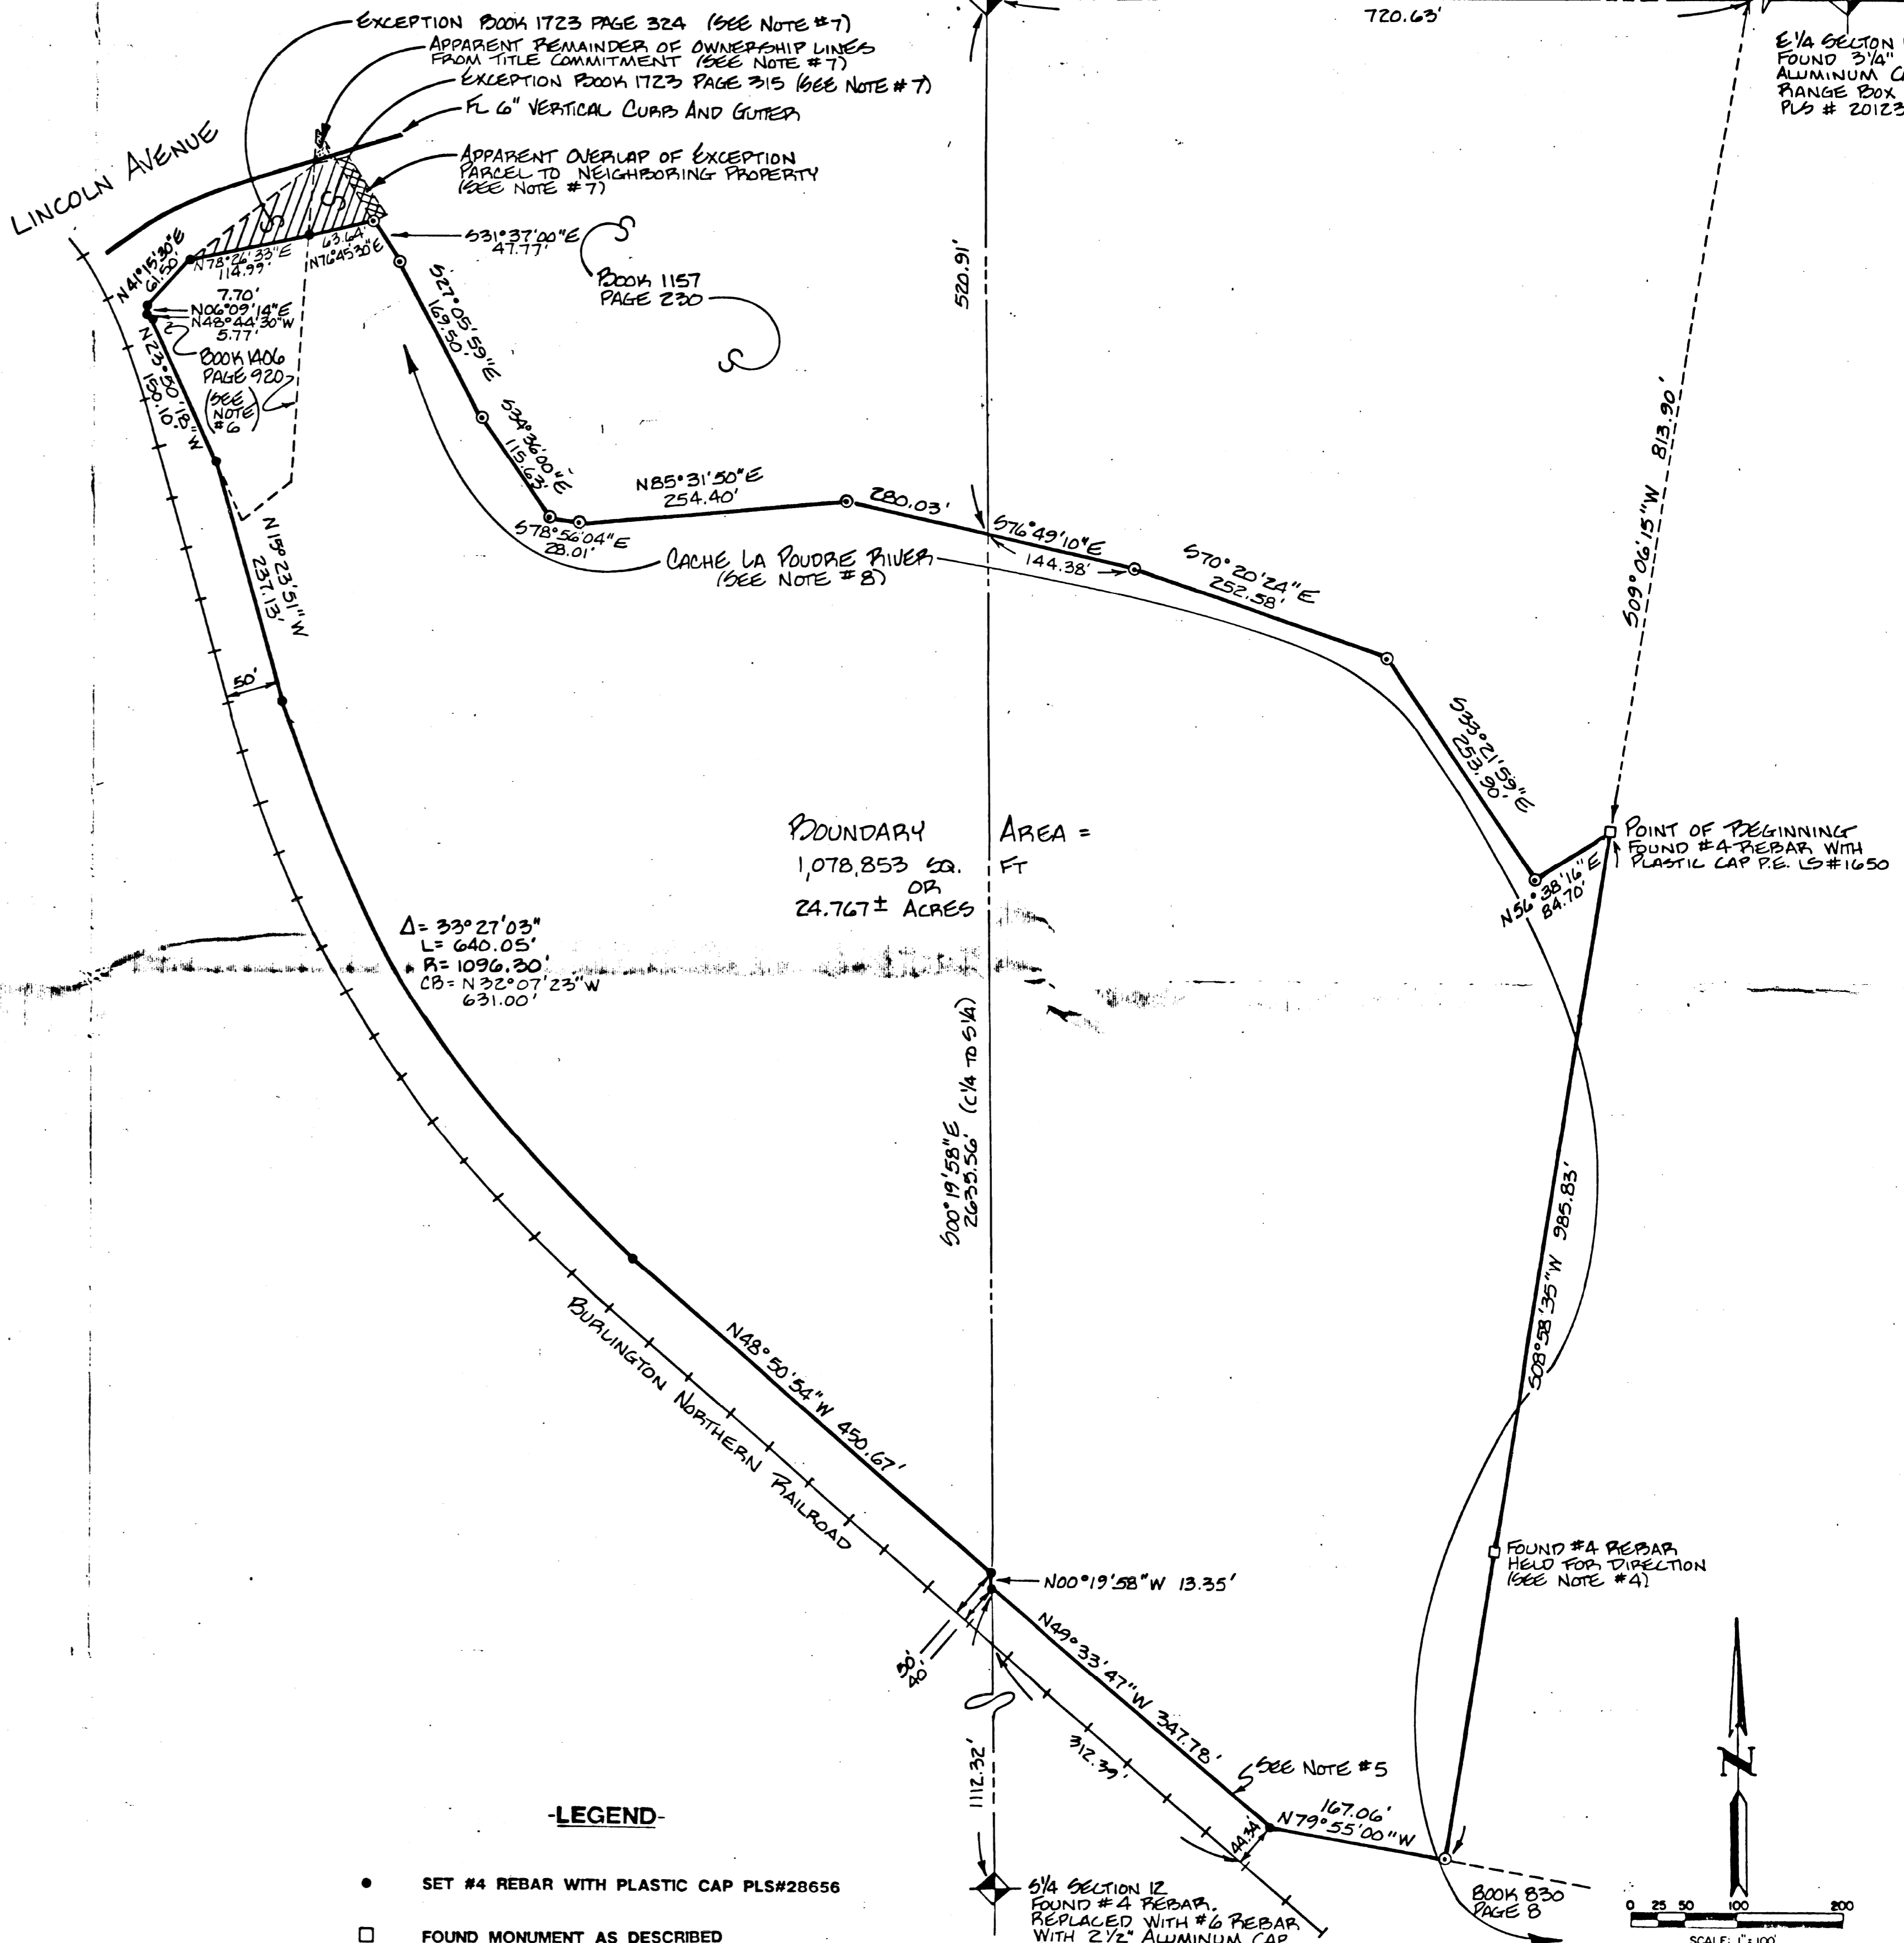 EXCEPTION BOOK 1723 PAGE 324 (SEE NOTE #7)
APPARENT REMAINDER OF OWNERSHIP LINES
FROM TITLE COMMITMENT (SEE NOTE #7)
EXCEPTION BOOK 1723 PAGE 315 (SEE NOTE #7)
FL 6" VERTICAL CURB AND GUTTER
APPARENT OVERLAP OF EXCEPTION
PARCEL TO NEIGHBORING PROPERTY
(SEE NOTE #7)
720.63'
E 1/4 SECTON
FOUND 3 1/4"
ALUMINUM
RANGE BOX
PLS # 20123
LINCOLN AVENUE
N41°15'30"E
61.50'
N78°26'33"E
114.99'
63.64'
N76°45'30"E
S31°37'00"E
47.77'
BOOK 1157
PAGE 230
7.70'
N06°09'14"E
N48°44'30"W
5.77'
BOOK 1406
PAGE 920
(SEE
NOTE
#6)
N23°50'18"W
150.10'
S27°05'59"E
169.50'
S34°36'00"E
115.63'
S78°56'04"E
28.01'
N85°31'50"E
254.40'
280.03'
520.91'
S76°49'10"E
144.38'
S70°20'24"E
252.58'
CACHE LA POUDRE RIVER
(SEE NOTE #8)
N15°23'51"W
237.13'
50'
S09°06'15"W 813.90'
S33°21'59"E
253.90'
POINT OF BEGINNING
FOUND #4 REBAR WITH
PLASTIC CAP P.E. LS#1650
N56°38'16"E
84.70'
BOUNDARY AREA =
1,078,853 SQ. FT
OR
24.767± ACRES
Δ= 33°27'03"
L= 640.05'
R= 1096.30'
CB= N32°07'23"W
631.00'
S00°19'58"E
2635.56' (C1/4 TO S1/4)
S08°58'35"W 985.83'
N48°50'54"W 450.67'
BURLINGTON NORTHERN RAILROAD
FOUND #4 REBAR
HELD FOR DIRECTION
(SEE NOTE #4)
N00°19'58"W 13.35'
50'
40'
N49°33'47"W 347.78'
312.39'
1112.32'
SEE NOTE #5
167.06'
N79°55'00"W
44.34'
N
-LEGEND-
SET #4 REBAR WITH PLASTIC CAP PLS#28656
FOUND MONUMENT AS DESCRIBED
S1/4 SECTION 12
FOUND #4 REBAR.
REPLACED WITH #6 REBAR
WITH 2 1/2" ALUMINUM CAP
BOOK 830
PAGE 8
0 25 50 100 200
SCALE: 1"=100'